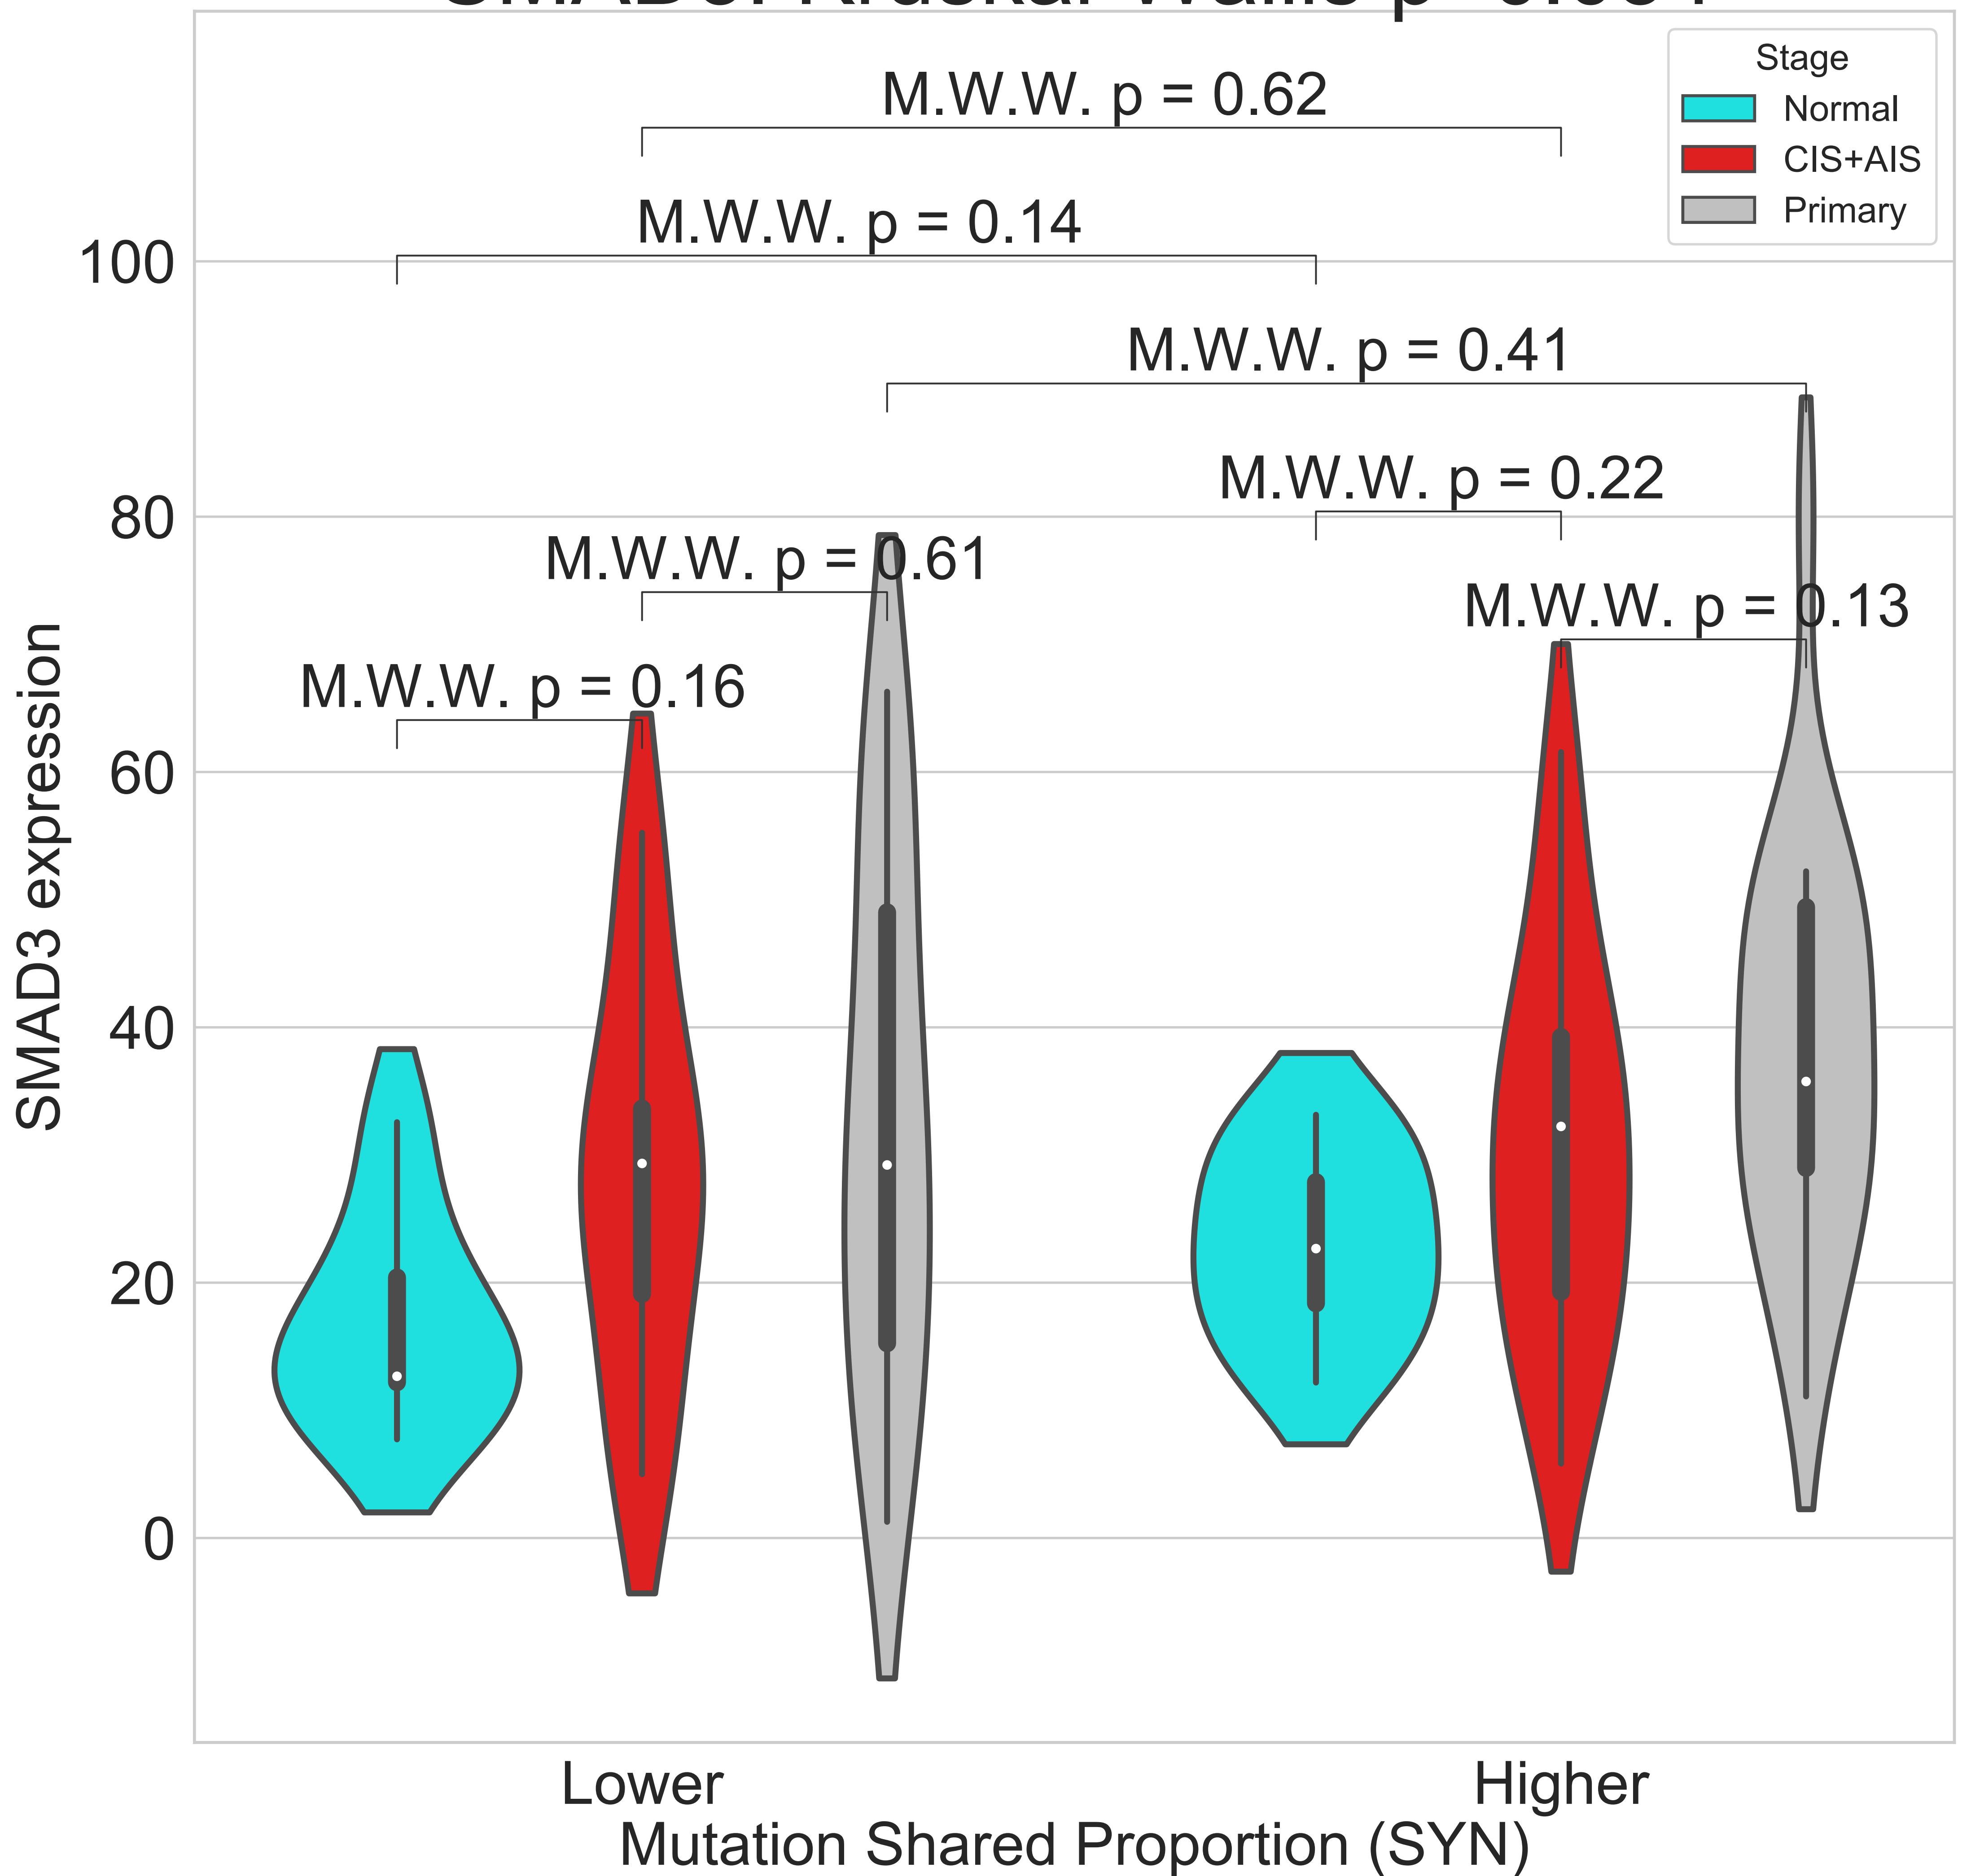 Stage
Normal
CIS+AIS
Primary
M.W.W. p = 0.62
M.W.W. p = 0.14
M.W.W. p = 0.41
M.W.W. p = 0.22
M.W.W. p = 0.61
M.W.W. p = 0.13
M.W.W. p = 0.16
100
80
60
40
20
0
SMAD3 expression
Lower
Higher
Mutation Shared Proportion (SYN)